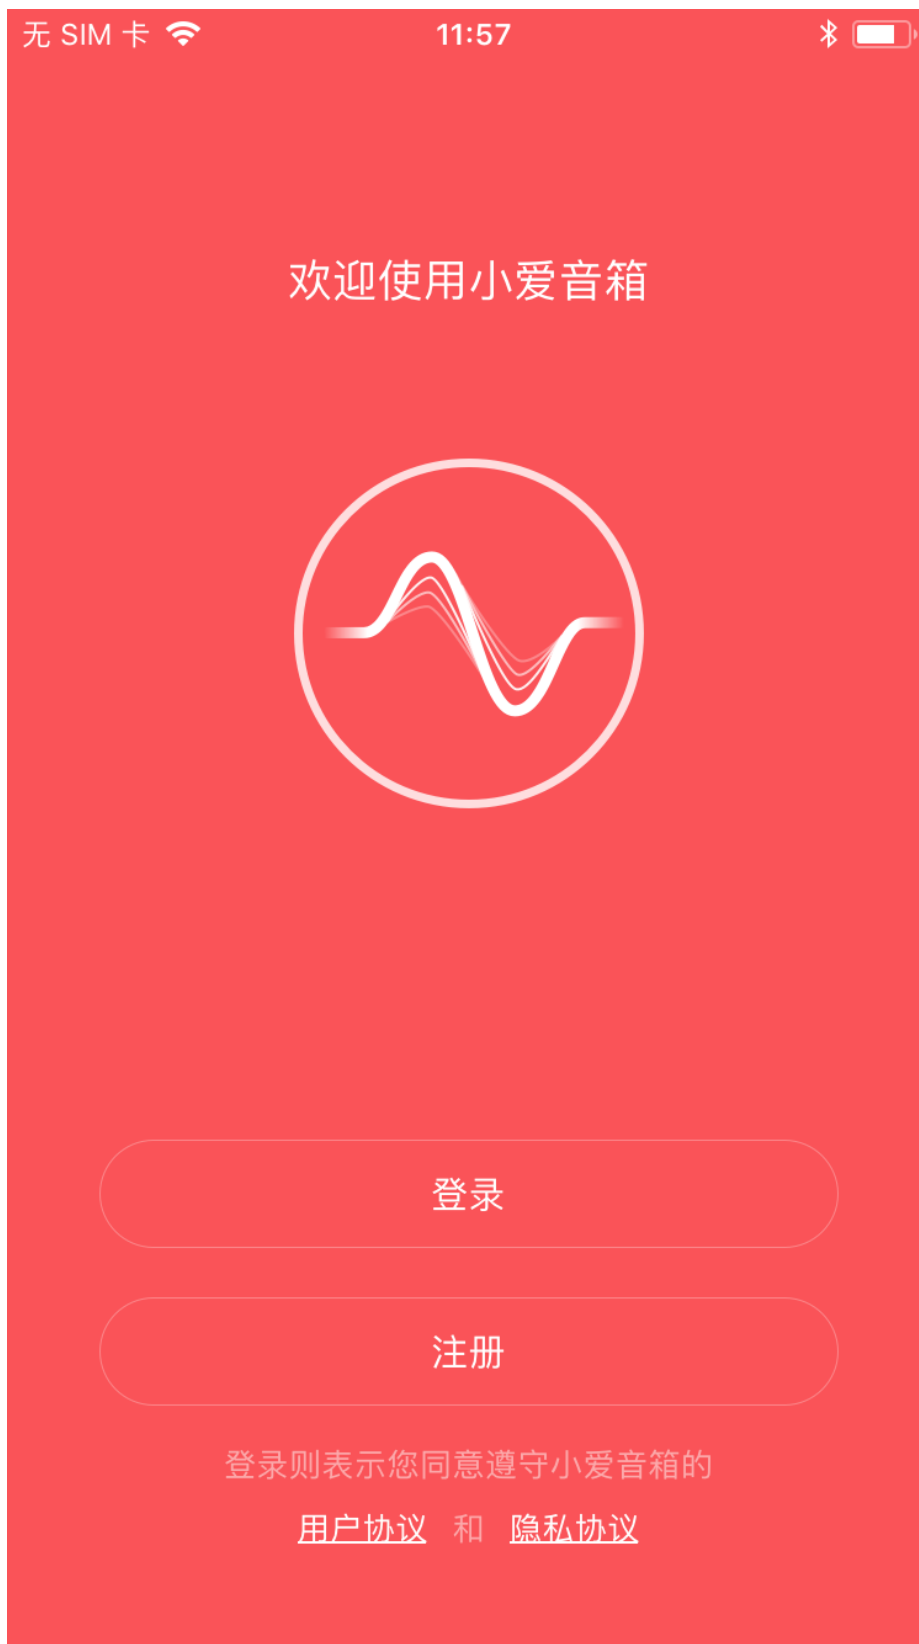 无 SIM 卡 11:57
欢迎使用小爱音箱
登录
注册
登录则表示您同意遵守小爱音箱的
用户协议 和 隐私协议